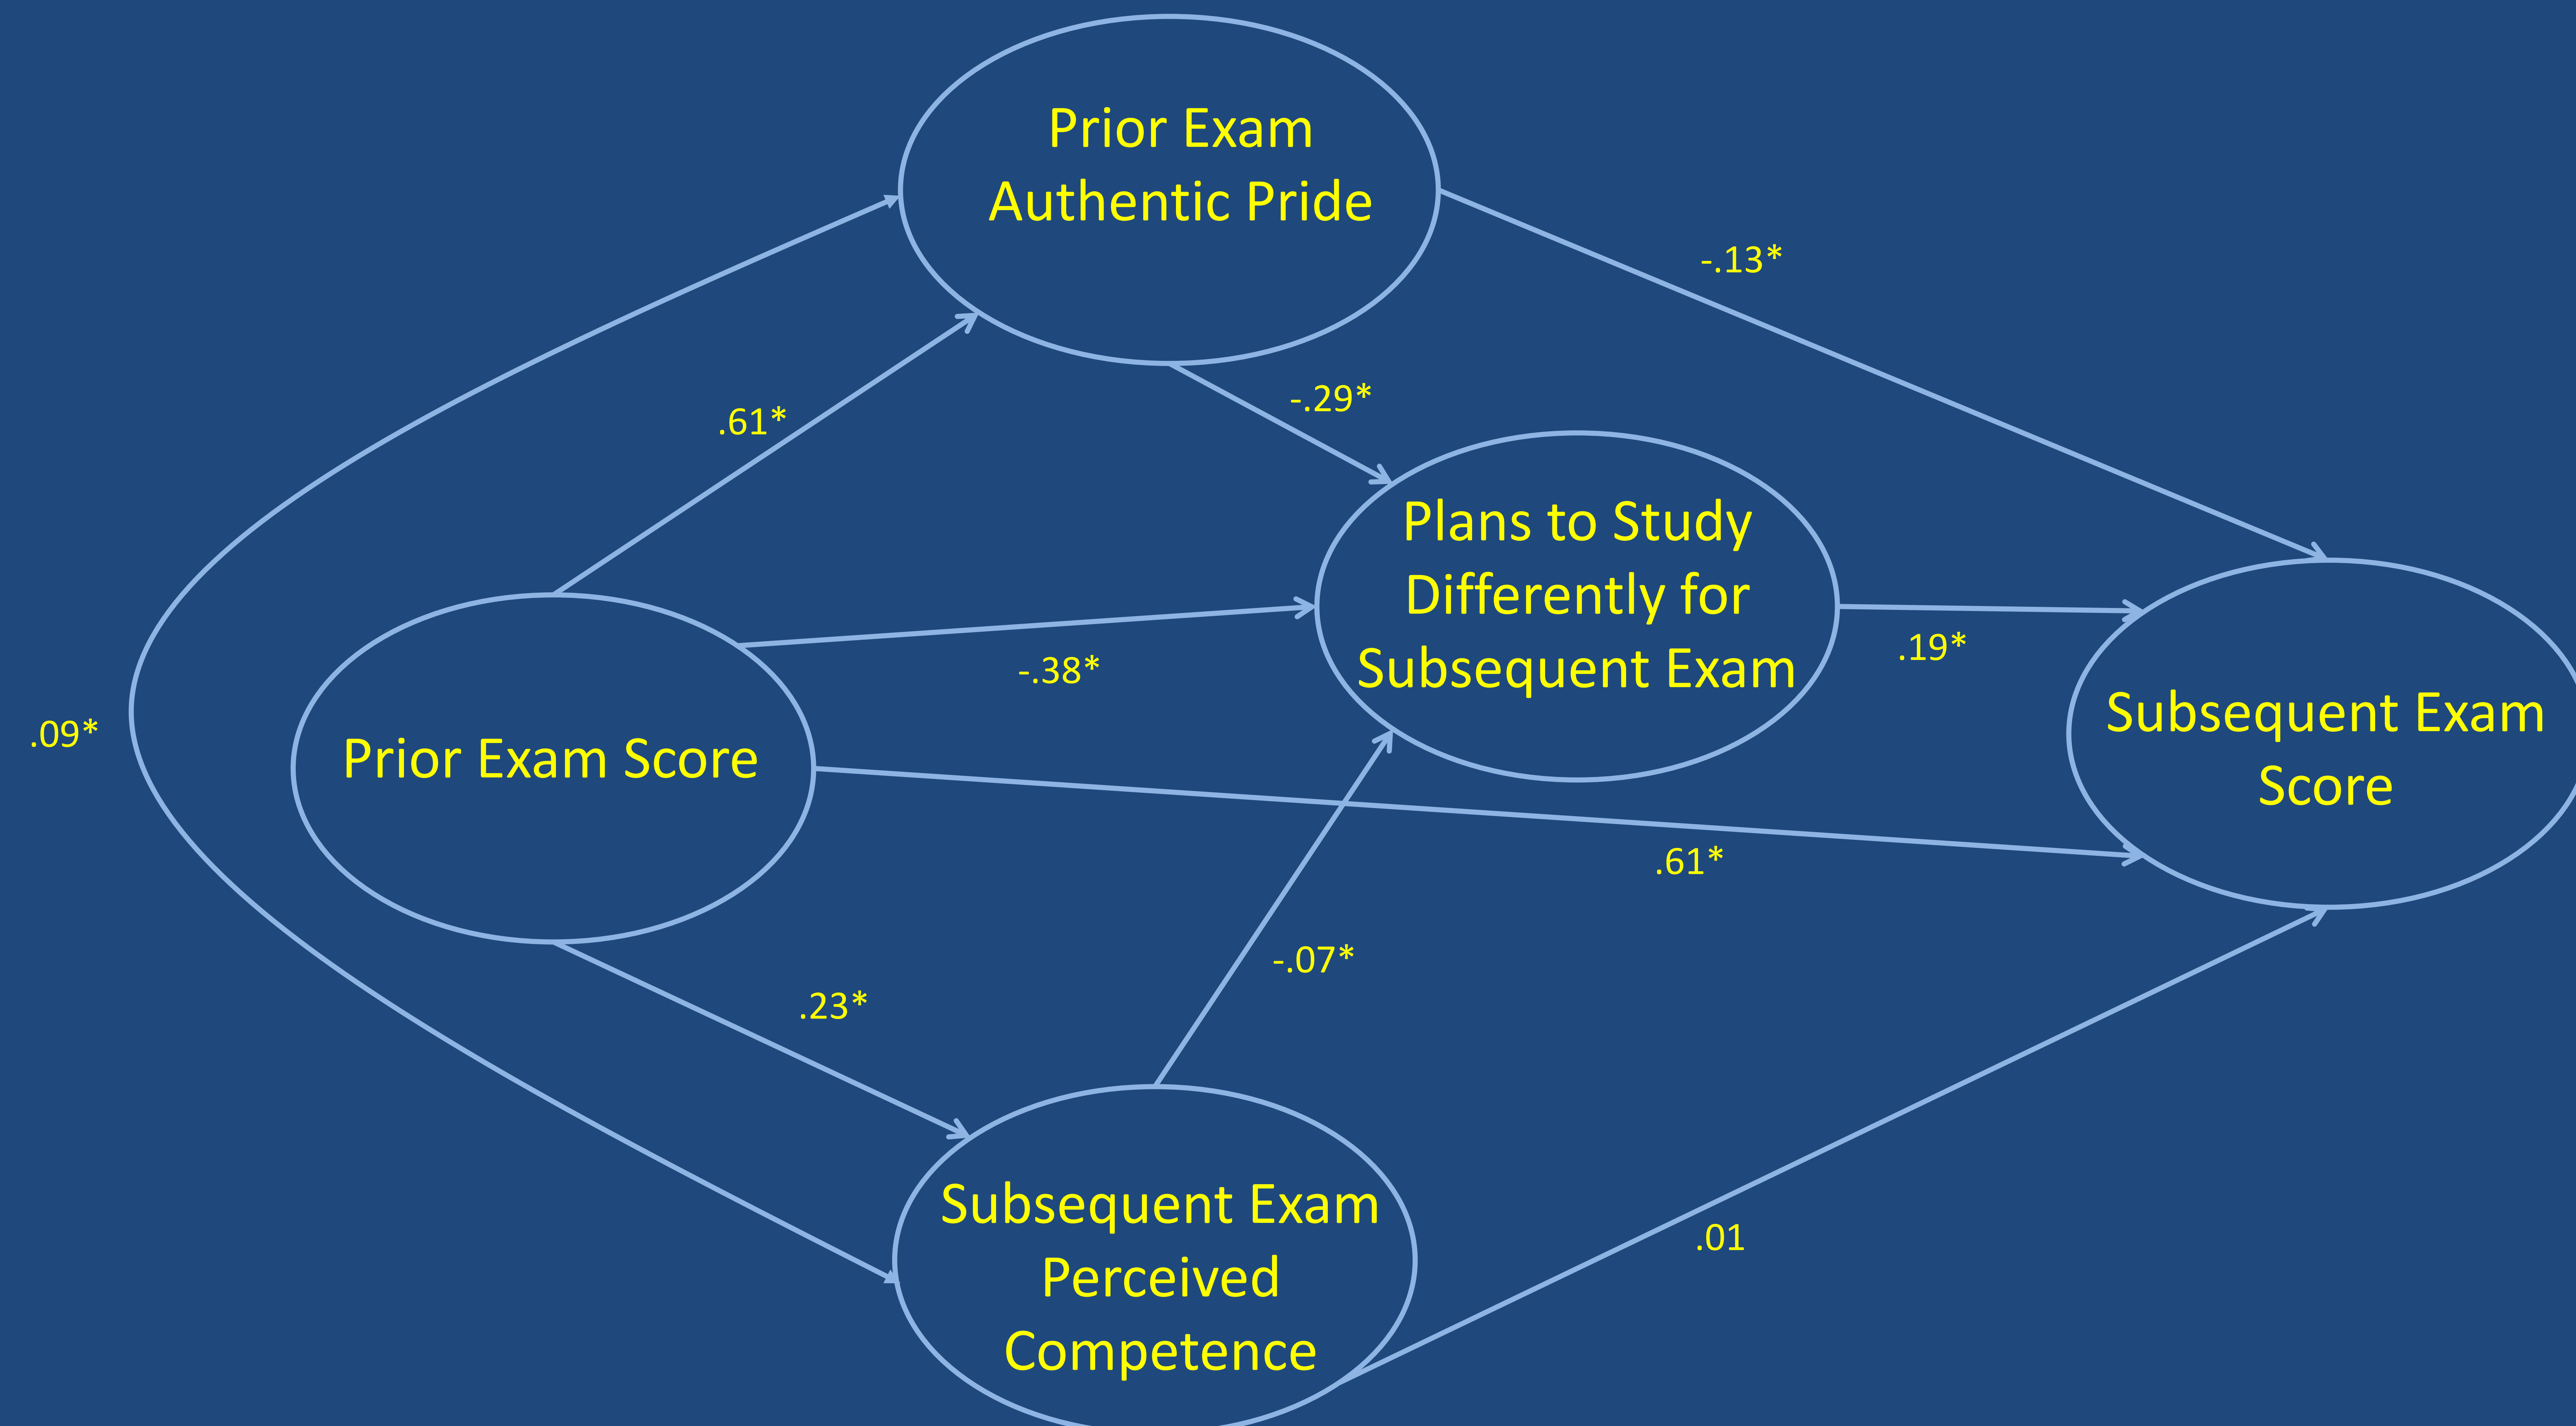 Prior Exam
Authentic Pride
-.13*
-.29*
.61*
Plans to Study
Differently for
Subsequent Exam
.19*
-.38*
Subsequent Exam
Score
.09*
Prior Exam Score
.61*
-.07*
.23*
Subsequent Exam
Perceived
Competence
.01